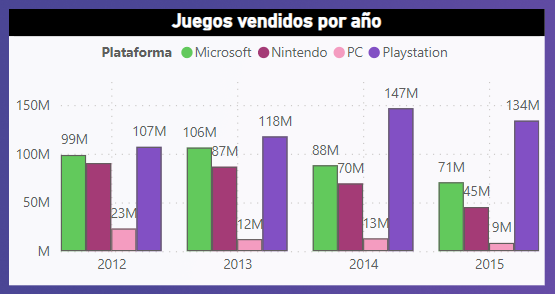 Juegos vendidos por año
Plataforma Microsoft Nintendo PC Playstation
150M
100M
50M
M
99M
23M
107M
106M
87M
12M
118M
88M
70M
13M
147M
71M
45M
9M
134M
2012 2013 2014 2015